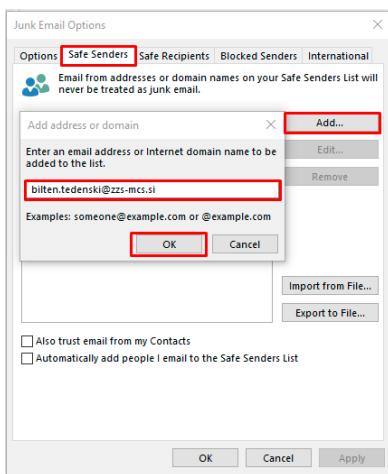 Junk Email Options
Options Safe Senders Safe Recipients Blocked Senders International
Email from addresses or domain names on your Safe Senders List will
never be treated as junk email.
Add address or domain
Enter an email address or Internet domain name to be
added to the list.
bilten.tedenski@zzs-mcs.si
Examples: someone@example.com or @example.com
OK Cancel
Add...
Edit...
Remove
Import from File...
Export to File...
Also trust email from my Contacts
Automatically add people I email to the Safe Senders List
OK Cancel Apply